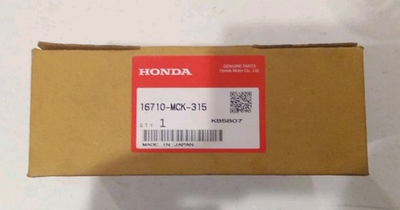 GENUINE PARTS
Honda Motor Co., Ltd.
HONDA
16710-MCK-315
QTY 1
KB5807
MADE IN JAPAN